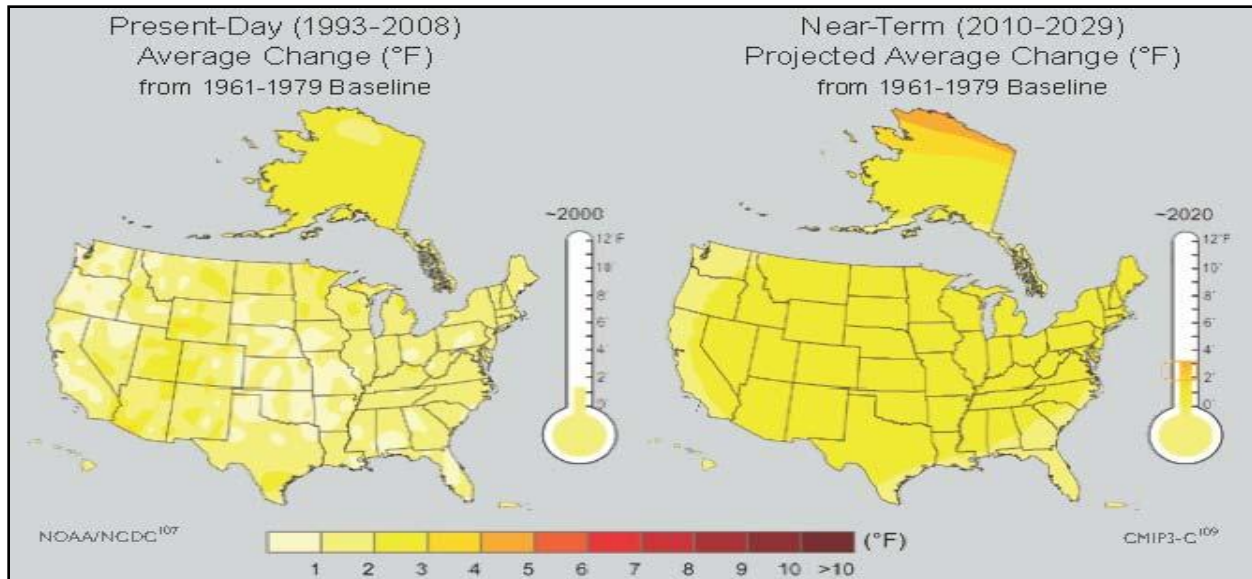 Present-Day (1993-2008)
Average Change (°F)
from 1961-1979 Baseline
Near-Term (2010-2029)
Projected Average Change (°F)
from 1961-1979 Baseline
~2000
12°F
10°
8°
6°
4°
2°
0°
~2020
12°F
10°
8°
6°
4°
2°
0°
NOAA/NCDC107
(°F)
1 2 3 4 5 6 7 8 9 10 >10
CMIP3-C109